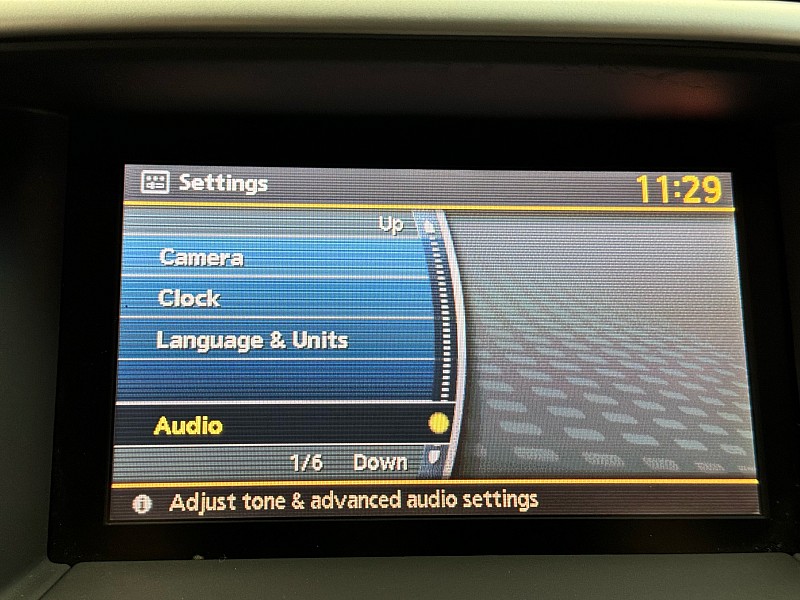 Settings
11:29
Up
Camera
Clock
Language & Units
Audio
1/6 Down
Adjust tone & advanced audio settings